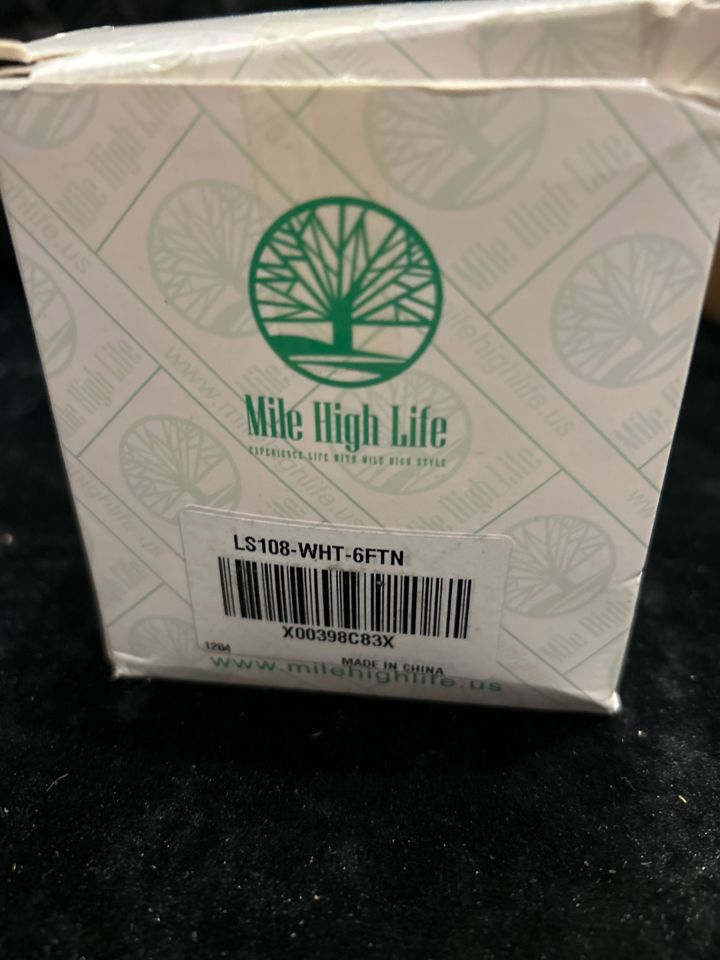 Mile High Life
EXPERIENCE LIFE WITH MILE HIGH STYLE
LS108-WHT-6FTN
X00398C83X
1284
MADE IN CHINA
www.milehighlife.us